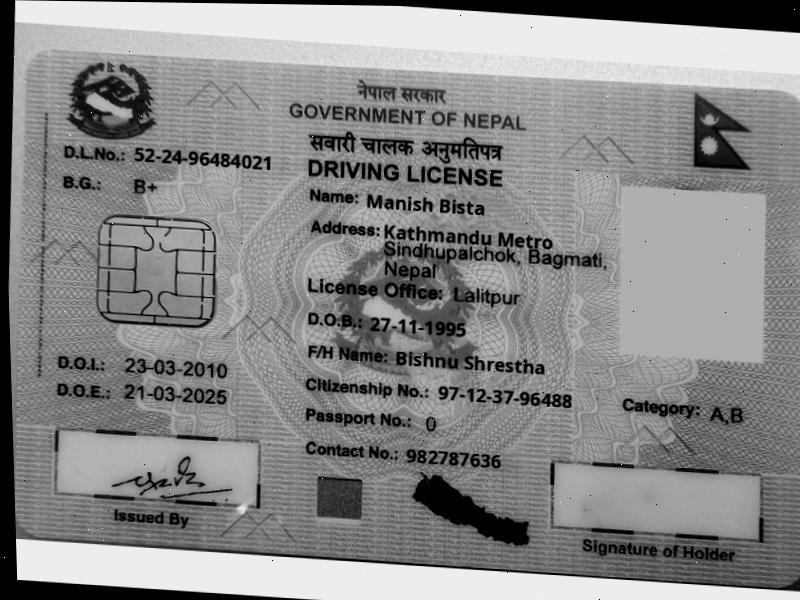 नेपाल सरकार
GOVERNMENT OF NEPAL
सवारी चालक अनुमतिपत्र
DRIVING LICENSE
D.L.No.: 52-24-96484021
B.G.: B+
Name: Manish Bista
Address: Kathmandu Metro
Sindhupalchok, Bagmati,
Nepal
License Office: Lalitpur
D.O.B.: 27-11-1995
F/H Name: Bishnu Shrestha
D.O.I.: 23-03-2010
D.O.E.: 21-03-2025
Citizenship No.: 97-12-37-96488
Category: A,B
Passport No.: 0
Contact No.: 982787636
Issued By
Signature of Holder